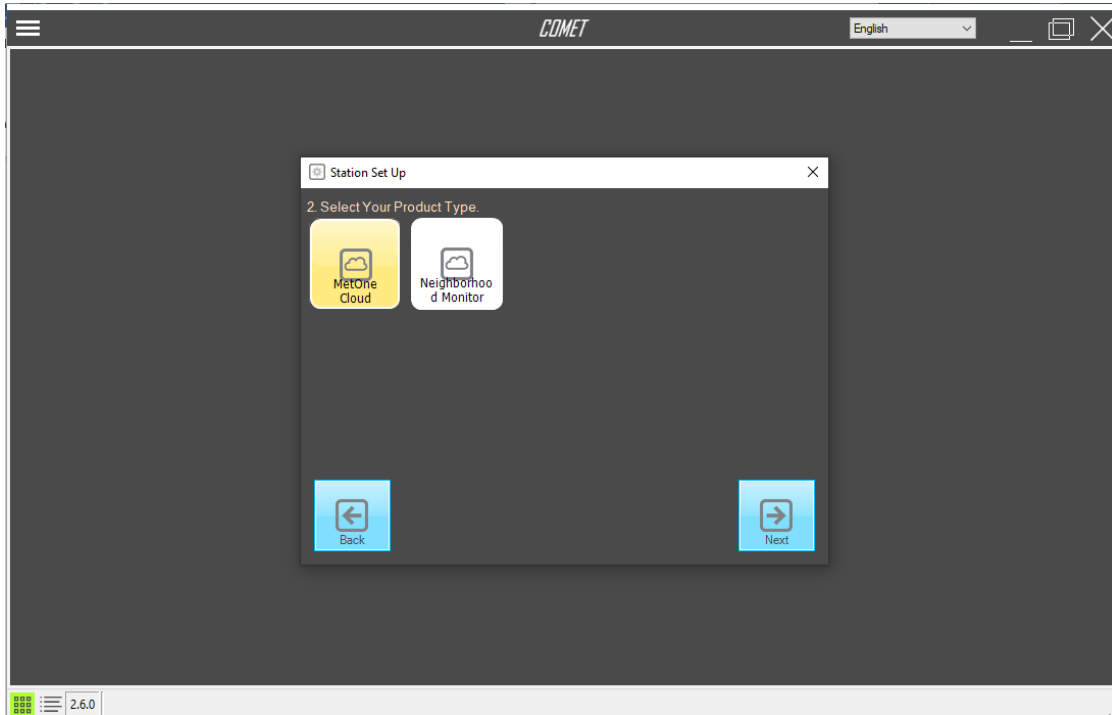 COMET
English
Station Set Up
2. Select Your Product Type.
MetOne
Cloud
Neighborhoo
d Monitor
Back
Next
2.6.0